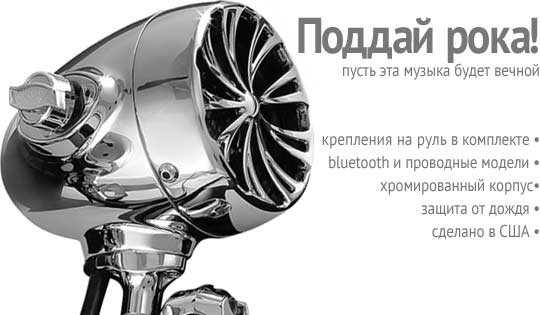 Поддай рока!
пусть эта музыка будет вечной
крепления на руль в комплекте •
bluetooth и проводные модели •
хромированный корпус•
защита от дождя •
сделано в США •